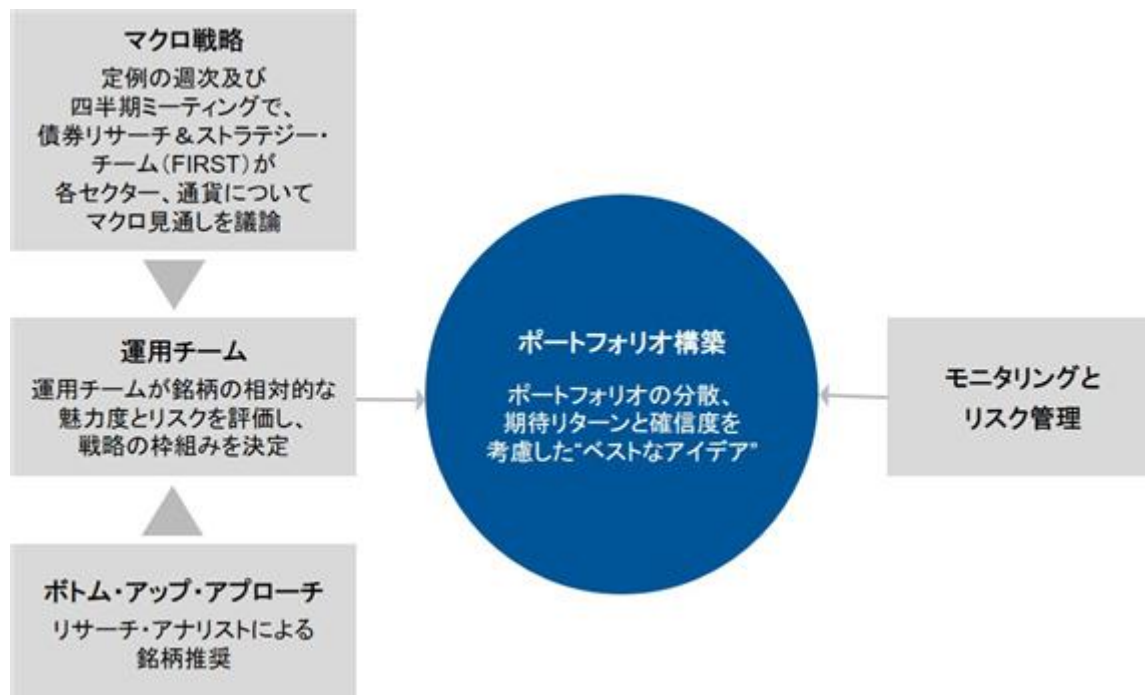 マクロ戦略
定例の週次及び
四半期ミーティングで、
債券リサーチ＆ストラテジー・
チーム（FIRST）が
各セクター、通貨について
マクロ見通しを議論
運用チーム
運用チームが銘柄の相対的な
魅力度とリスクを評価し、
戦略の枠組みを決定
ボトム・アップ・アプローチ
リサーチ・アナリストによる
銘柄推奨
ポートフォリオ構築
ポートフォリオの分散、
期待リターンと確信度を
考慮した“ベストなアイデア”
モニタリングと
リスク管理